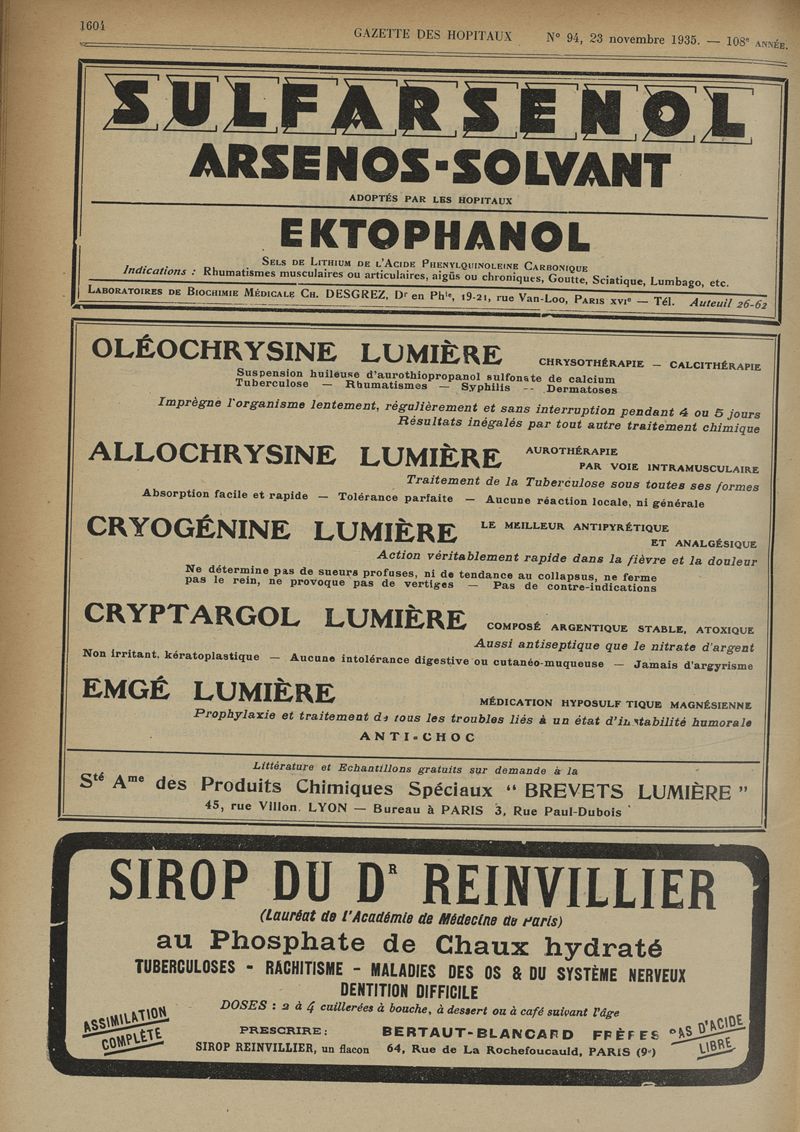 1604
GAZETTE DES HOPITAUX N° 94, 23 novembre 1935. — 108e ANNÉE.
SULFARSENOL
ARSENOS-SOLVANT
ADOPTÉS PAR LES HOPITAUX
EKTOPHANOL
SELS DE LITHIUM DE L'ACIDE PHENYLQUINOLEINE CARBONIQUE
Indications : Rhumatismes musculaires ou articulaires, aigüs ou chroniques, Goutte, Sciatique, Lumbago, etc.
LABORATOIRES DE BIOCHIMIE MÉDICALE CH. DESGREZ, Dr en Phie, 19-21, rue Van-Loo, PARIS XVIe — Tél. Auteuil 26-62
OLÉOCHRYSINE LUMIÈRE CHRYSOTHÉRAPIE — CALCITHÉRAPIE
Suspension huileuse d'aurothiopropanol sulfonate de calcium
Tuberculose — Rhumatismes — Syphilis -- Dermatoses
Imprègne l'organisme lentement, régulièrement et sans interruption pendant 4 ou 5 jours
Résultats inégalés par tout autre traitement chimique
ALLOCHRYSINE LUMIÈRE AUROTHÉRAPIE
PAR VOIE INTRAMUSCULAIRE
Traitement de la Tuberculose sous toutes ses formes
Absorption facile et rapide — Tolérance parfaite — Aucune réaction locale, ni générale
CRYOGÉNINE LUMIÈRE LE MEILLEUR ANTIPYRÉTIQUE
ET ANALGÉSIQUE
Action véritablement rapide dans la fièvre et la douleur
Ne détermine pas de sueurs profuses, ni de tendance au collapsus, ne ferme
pas le rein, ne provoque pas de vertiges — Pas de contre-indications
CRYPTARGOL LUMIÈRE COMPOSÉ ARGENTIQUE STABLE, ATOXIQUE
Aussi antiseptique que le nitrate d'argent
Non irritant, kératoplastique — Aucune intolérance digestive ou cutanéo-muqueuse — Jamais d'argyrisme
EMGÉ LUMIÈRE MÉDICATION HYPOSULF TIQUE MAGNÉSIENNE
Prophylaxie et traitement de tous les troubles liés à un état d'instabilité humorale
ANTI-CHOC
Littérature et Echantillons gratuits sur demande à la
Sté Ame des Produits Chimiques Spéciaux " BREVETS LUMIÈRE "
45, rue Villon, LYON — Bureau à PARIS 3, Rue Paul-Dubois
SIROP DU DR REINVILLIER
(Lauréat de l'Académie de Médecine de Paris)
au Phosphate de Chaux hydraté
TUBERCULOSES - RACHITISME - MALADIES DES OS & DU SYSTÈME NERVEUX
DENTITION DIFFICILE
DOSES : 2 à 4 cuillerées à bouche, à dessert ou à café suivant l'âge
ASSIMILATION
COMPLÈTE
PRESCRIRE : BERTAUT-BLANCARD FRÈRES
SIROP REINVILLIER, un flacon 64, Rue de La Rochefoucauld, PARIS (9e)
PAS D'ACIDE
LIBRE